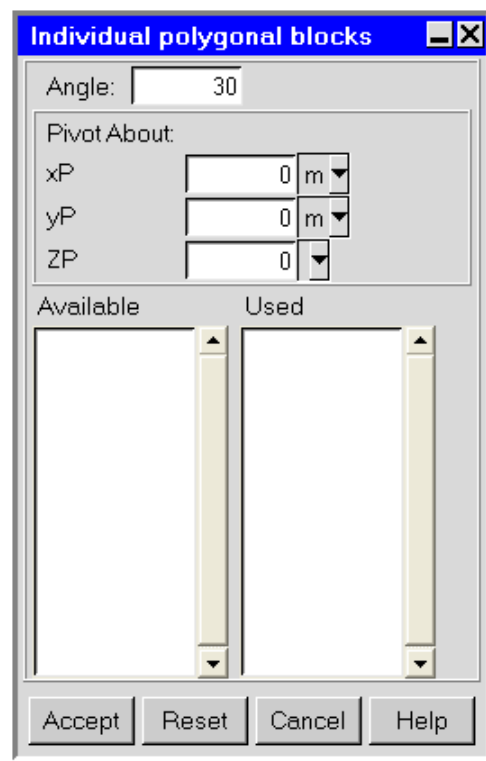 Individual polygonal blocks
Angle: 30
Pivot About:
xP 0 m
yP 0 m
ZP 0
Available Used
Accept Reset Cancel Help